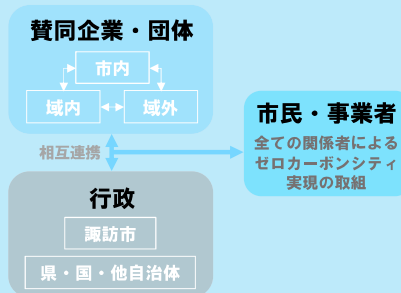 賛同企業・団体
市内
域内
域外
相互連携
市民・事業者
全ての関係者による
ゼロカーボンシティ
実現の取組
行政
諏訪市
県・国・他自治体